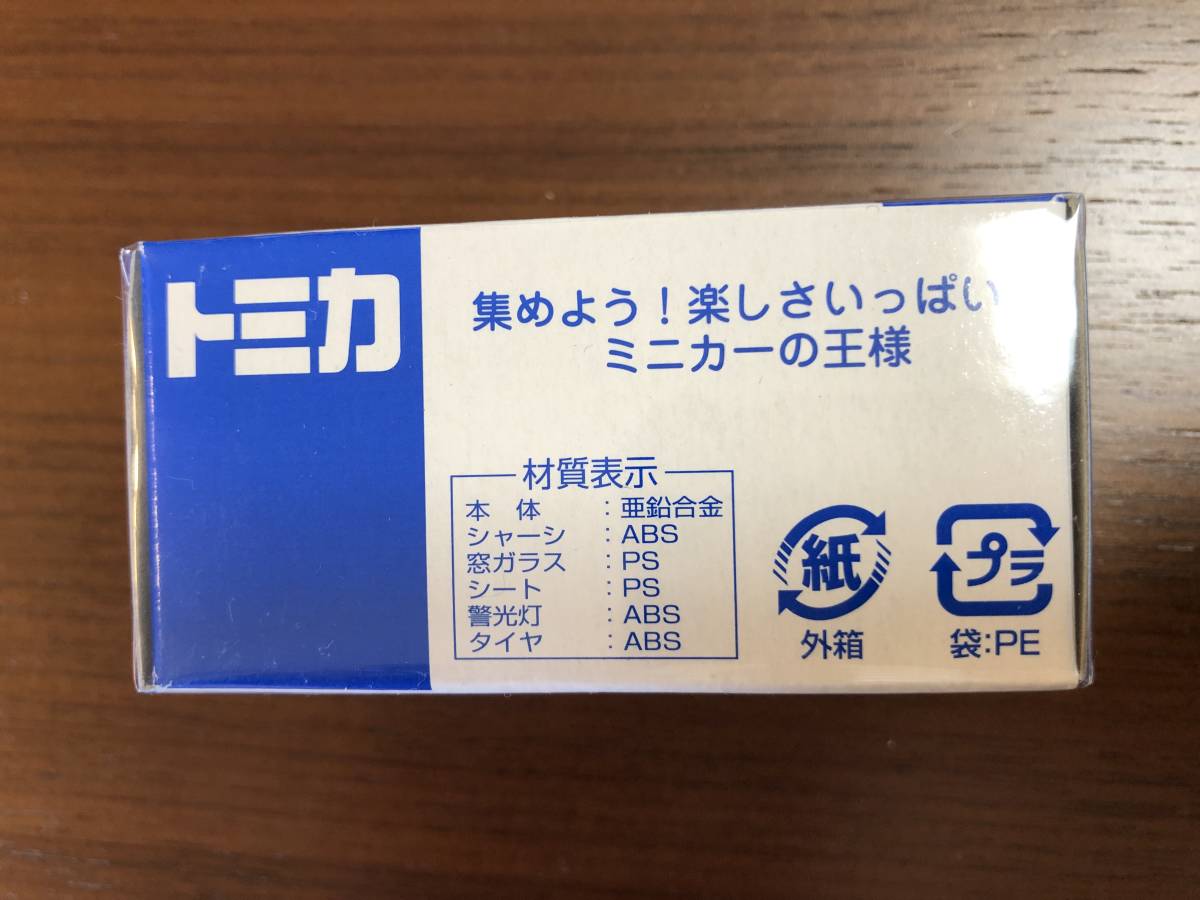 トミカ
集めよう!楽しさいっぱい
ミニカーの王様
材質表示
本体 : 亜鉛合金
シャーシ : ABS
窓ガラス : PS
シート : PS
警光灯 : ABS
タイヤ : ABS
紙
外箱
プラ
袋:PE